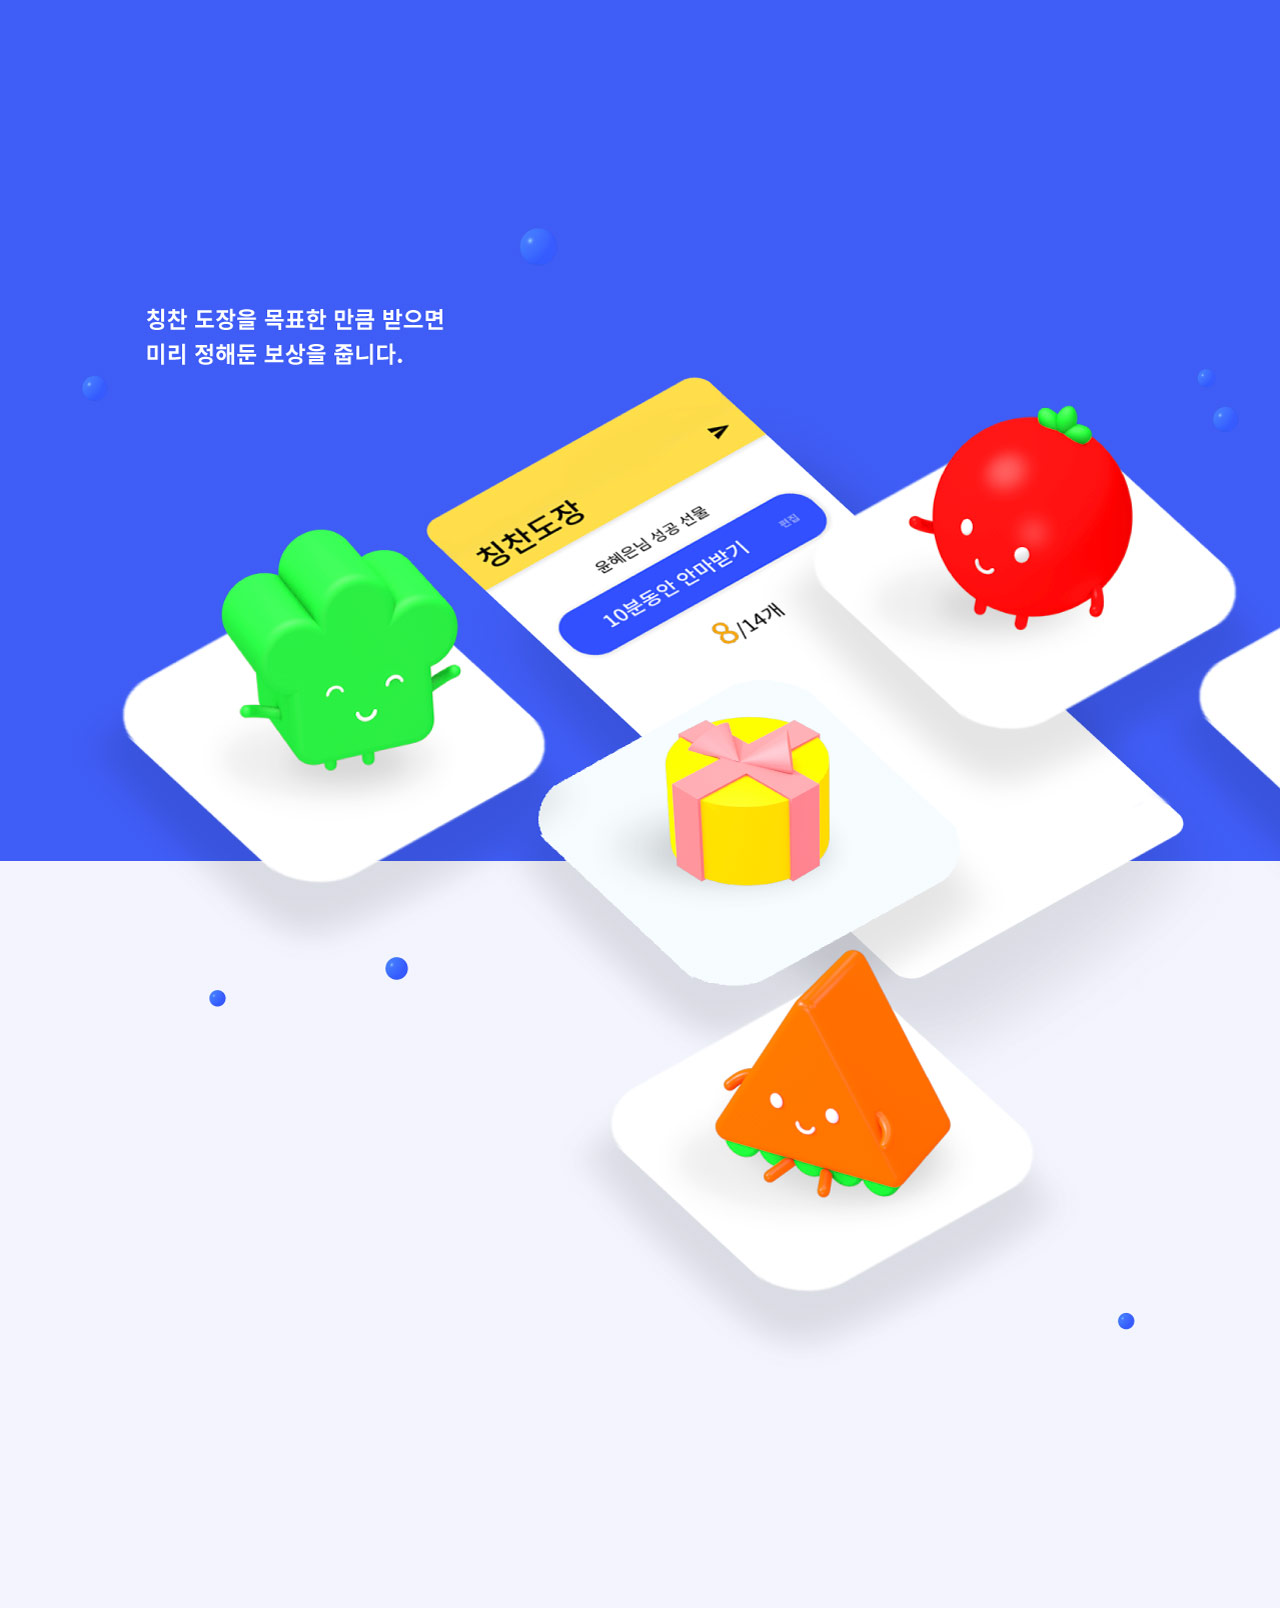 칭찬 도장을 목표한 만큼 받으면
미리 정해둔 보상을 줍니다.
칭찬도장
윤혜은님 성공 선물
10분동안 안마받기
편집
8/14개